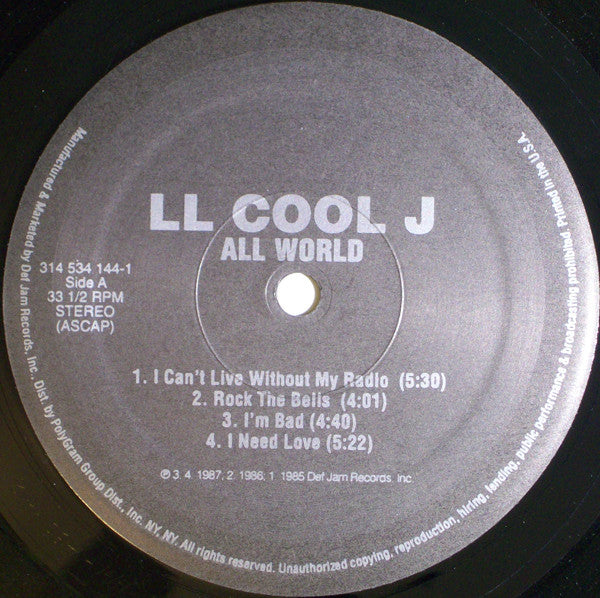 LL COOL J
ALL WORLD
314 534 144-1
Side A
33 1/2 RPM
STEREO
(ASCAP)
1. I Can't Live Without My Radio (5:30)
2. Rock The Bells (4:01)
3. I'm Bad (4:40)
4. I Need Love (5:22)
℗ 3. 4. 1987, 2. 1986, 1. 1985 Def Jam Records, Inc.
Manufactured & Marketed by Def Jam Records, Inc., Dist. by PolyGram Group Dist., Inc. NY, NY. All rights reserved. Unauthorized copying, reproduction, hiring, lending, public performance & broadcasting prohibited. Printed in the U.S.A.